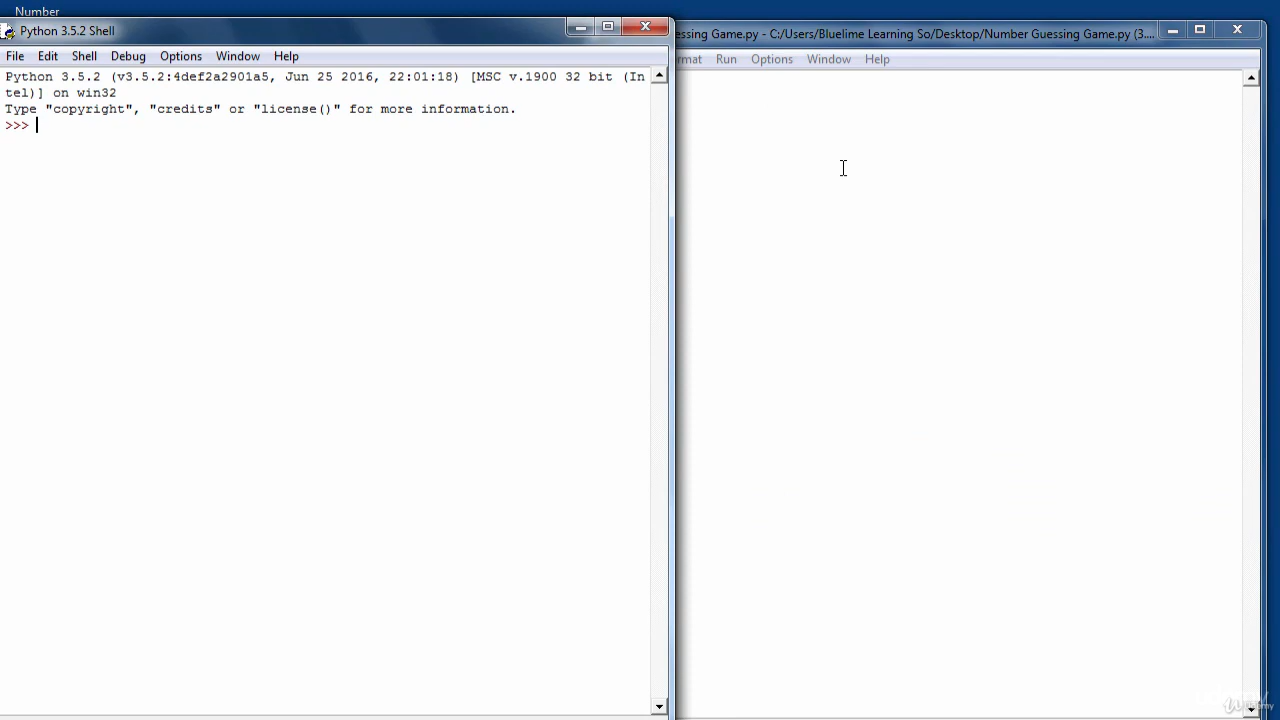 Number
Python 3.5.2 Shell
File Edit Shell Debug Options Window Help
Python 3.5.2 (v3.5.2:4def2a2901a5, Jun 25 2016, 22:01:18) [MSC v.1900 32 bit (In
tel)] on win32
Type "copyright", "credits" or "license()" for more information.
>>>
essing Game.py - C:/Users/Bluelime Learning So/Desktop/Number Guessing Game.py (3....
rmat Run Options Window Help
udemy